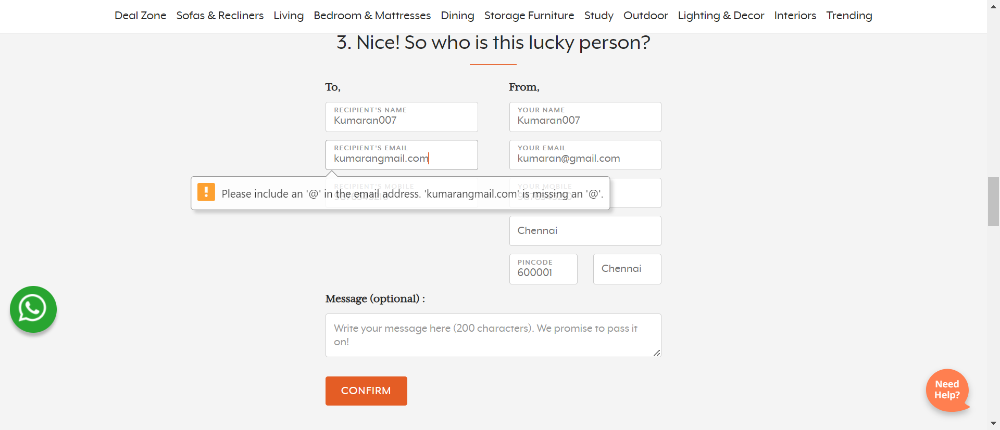 Deal Zone Sofas & Recliners Living Bedroom & Mattresses Dining Storage Furniture Study Outdoor Lighting & Decor Interiors Trending
3. Nice! So who is this lucky person?
To,
RECIPIENT'S NAME
Kumaran007
RECIPIENT'S EMAIL
kumarangmail.com
Please include an '@' in the email address. 'kumarangmail.com' is missing an '@'.
RECIPIENT'S MOBILE
From,
YOUR NAME
Kumaran007
YOUR EMAIL
kumaran@gmail.com
YOUR MOBILE
Chennai
PINCODE
600001
Chennai
Message (optional) :
Write your message here (200 characters). We promise to pass it
on!
CONFIRM
Need
Help?